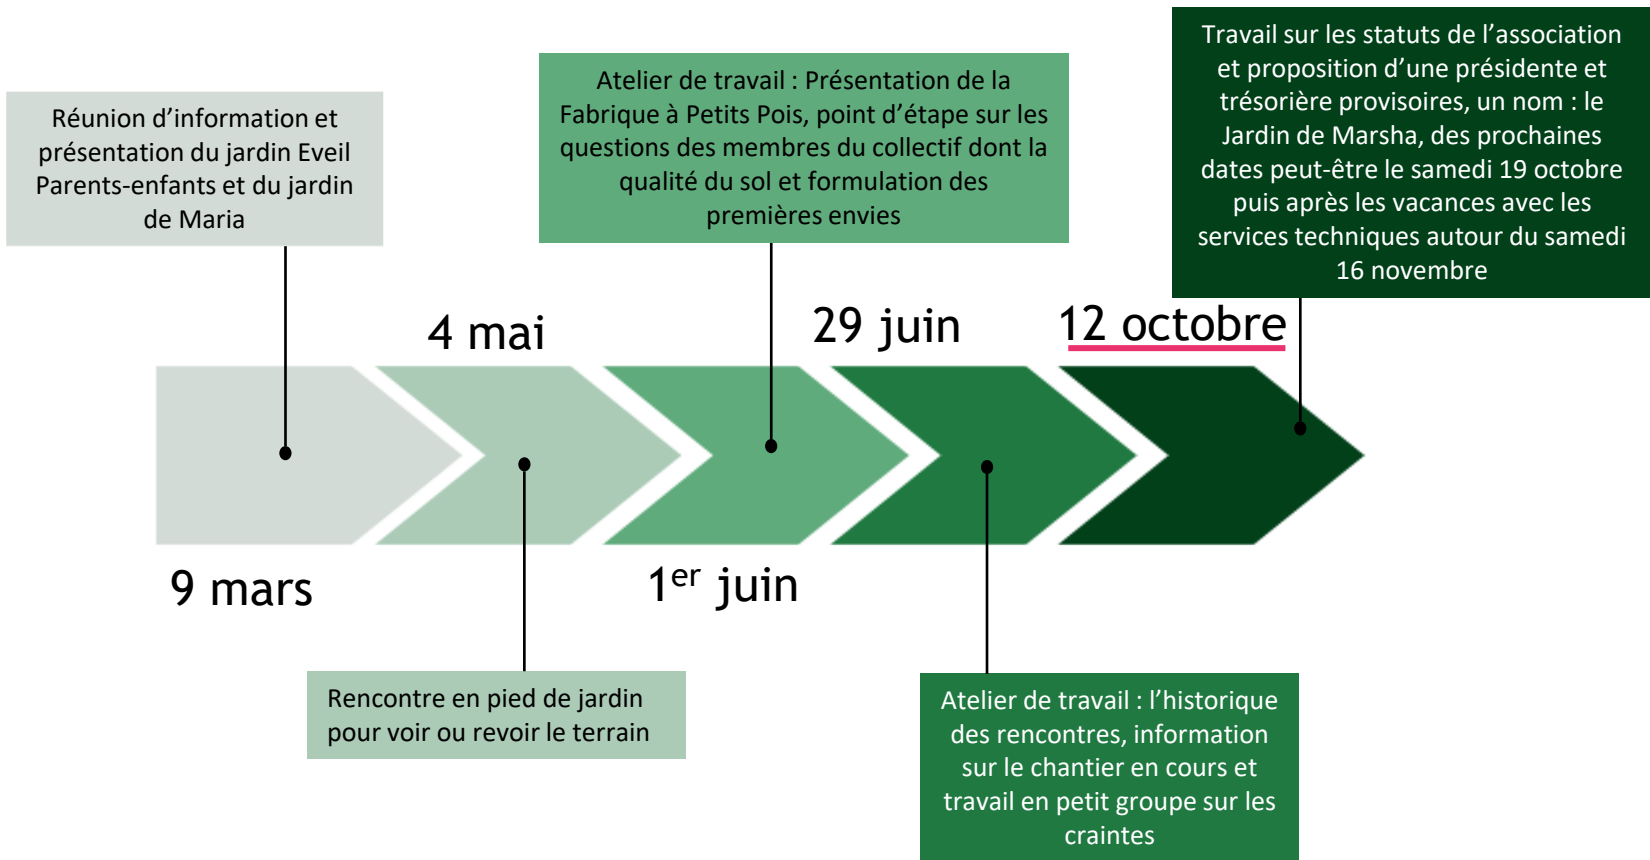 Réunion d’information et
présentation du jardin Eveil
Parents-enfants et du jardin
de Maria
Atelier de travail : Présentation de la
Fabrique à Petits Pois, point d’étape sur les
questions des membres du collectif dont la
qualité du sol et formulation des
premières envies
Travail sur les statuts de l’association
et proposition d’une présidente et
trésorière provisoires, un nom : le
Jardin de Marsha, des prochaines
dates peut-être le samedi 19 octobre
puis après les vacances avec les
services techniques autour du samedi
16 novembre
4 mai
29 juin
12 octobre
9 mars
1er juin
Rencontre en pied de jardin
pour voir ou revoir le terrain
Atelier de travail : l’historique
des rencontres, information
sur le chantier en cours et
travail en petit groupe sur les
craintes